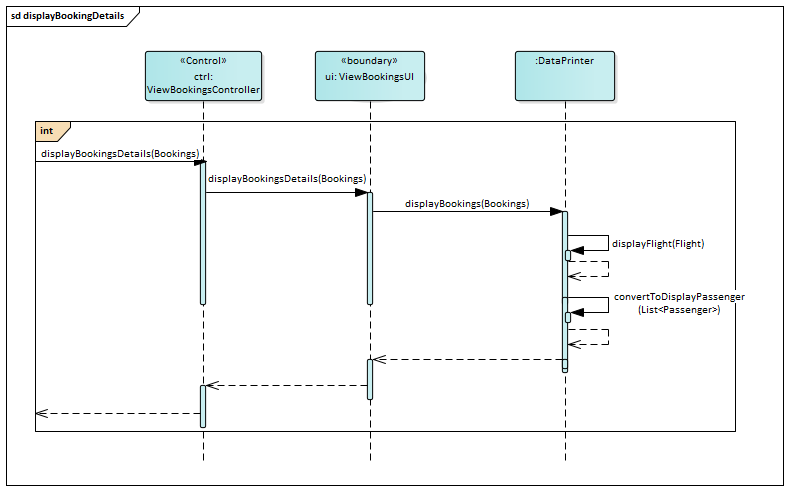 sd displayBookingDetails
«Control»
ctrl:
ViewBookingsController
«boundary»
ui: ViewBookingsUI
:DataPrinter
int
displayBookingsDetails(Bookings)
displayBookingsDetails(Bookings)
displayBookings(Bookings)
displayFlight(Flight)
convertToDisplayPassenger
(List<Passenger>)